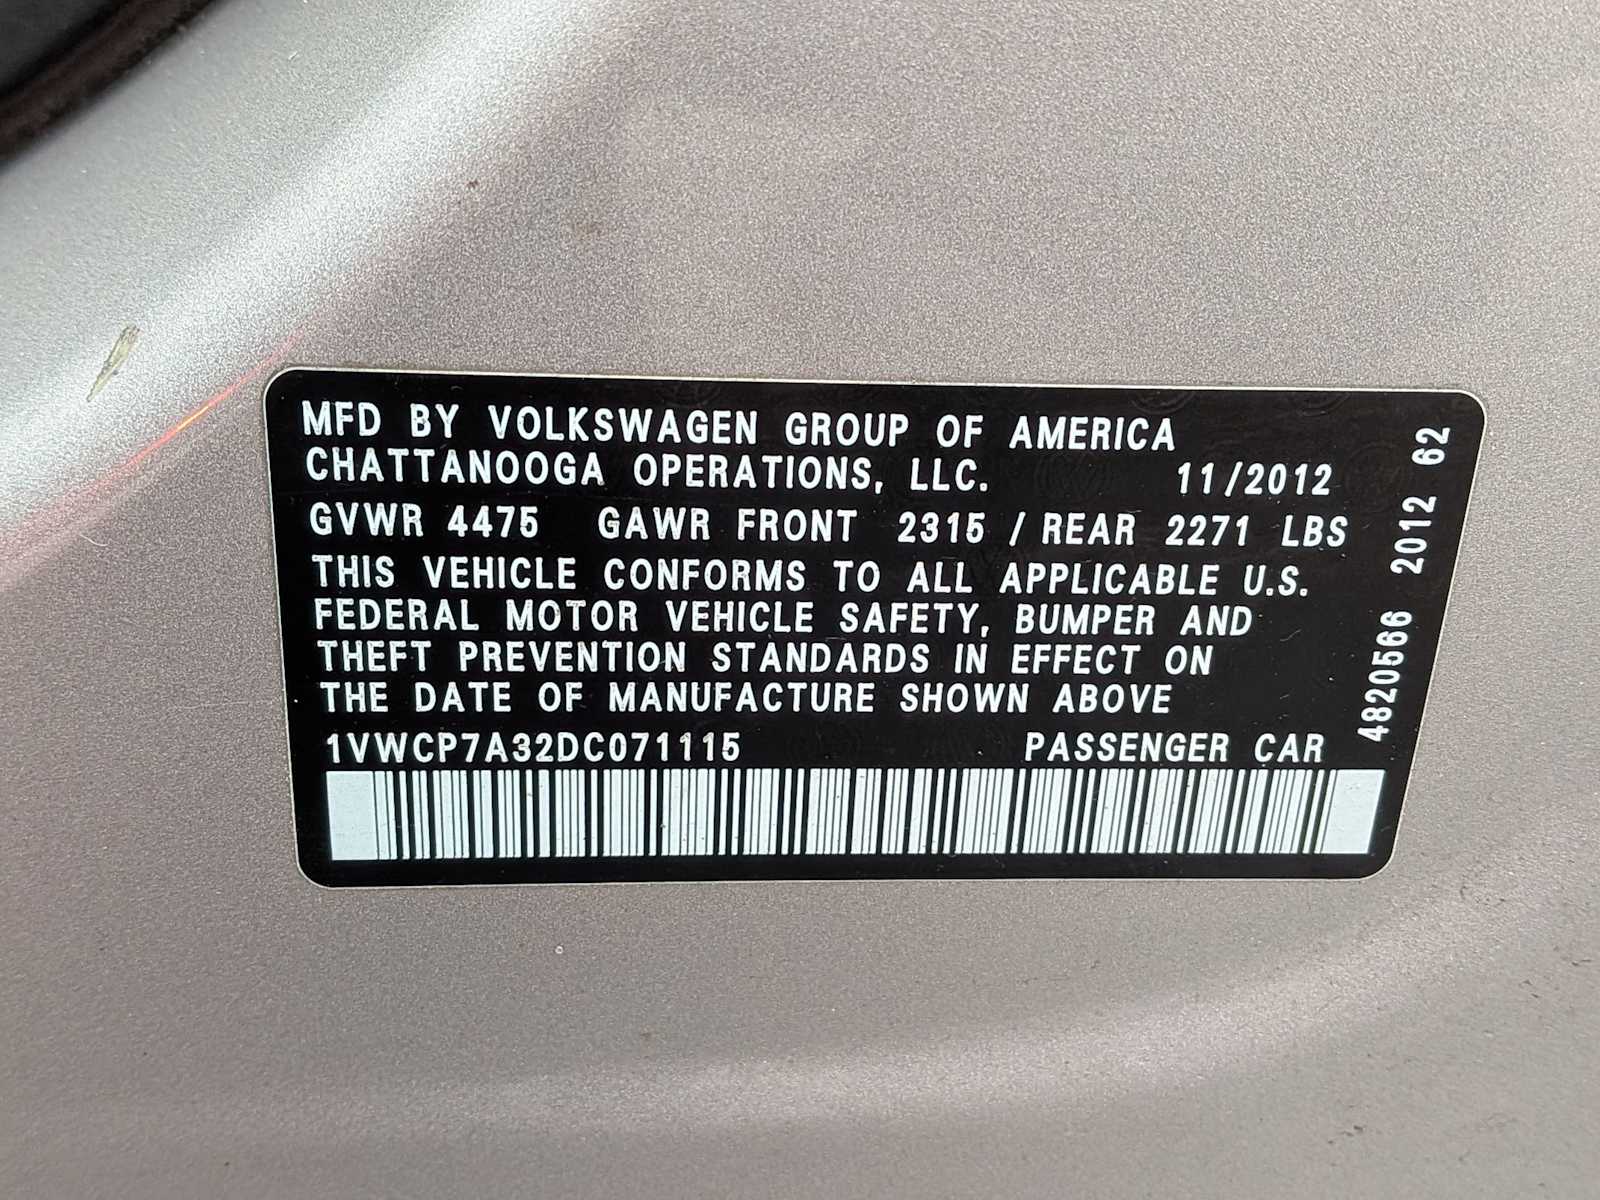 MFD BY VOLKSWAGEN GROUP OF AMERICA
CHATTANOOGA OPERATIONS, LLC. 11/2012
GVWR 4475 GAWR FRONT 2315 / REAR 2271 LBS
THIS VEHICLE CONFORMS TO ALL APPLICABLE U.S.
FEDERAL MOTOR VEHICLE SAFETY, BUMPER AND
THEFT PREVENTION STANDARDS IN EFFECT ON
THE DATE OF MANUFACTURE SHOWN ABOVE
1VWCP7A32DC071115 PASSENGER CAR
4820566 2012 62